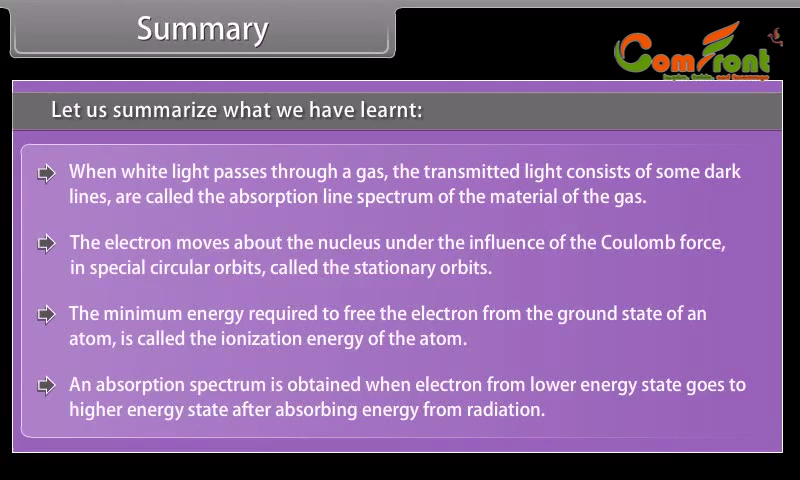 Summary
ComFront
Let us summarize what we have learnt:
When white light passes through a gas, the transmitted light consists of some dark
lines, are called the absorption line spectrum of the material of the gas.
The electron moves about the nucleus under the influence of the Coulomb force,
in special circular orbits, called the stationary orbits.
The minimum energy required to free the electron from the ground state of an
atom, is called the ionization energy of the atom.
An absorption spectrum is obtained when electron from lower energy state goes to
higher energy state after absorbing energy from radiation.